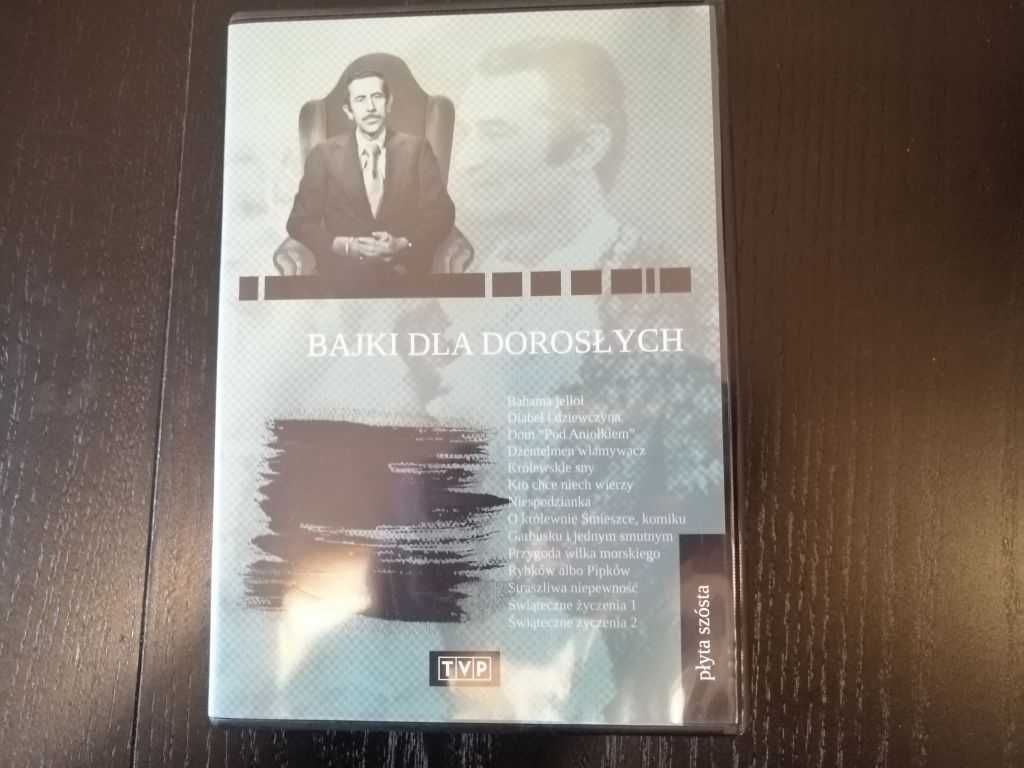 BAJKI DLA DOROSŁYCH
Bahama jelloł
Diabeł i dziewczyna
Dom "Pod Aniołkiem"
Dżentelmen włamywacz
Królewskie sny
Kto chce niech wierzy
Niespodzianka
O królewnie Śmieszce, komiku
Garbusku i jednym smutnym
Przygoda wilka morskiego
Rybków albo Pipków
Straszliwa niepewność
Świąteczne życzenia 1
Świąteczne życzenia 2
płyta szósta
TVP